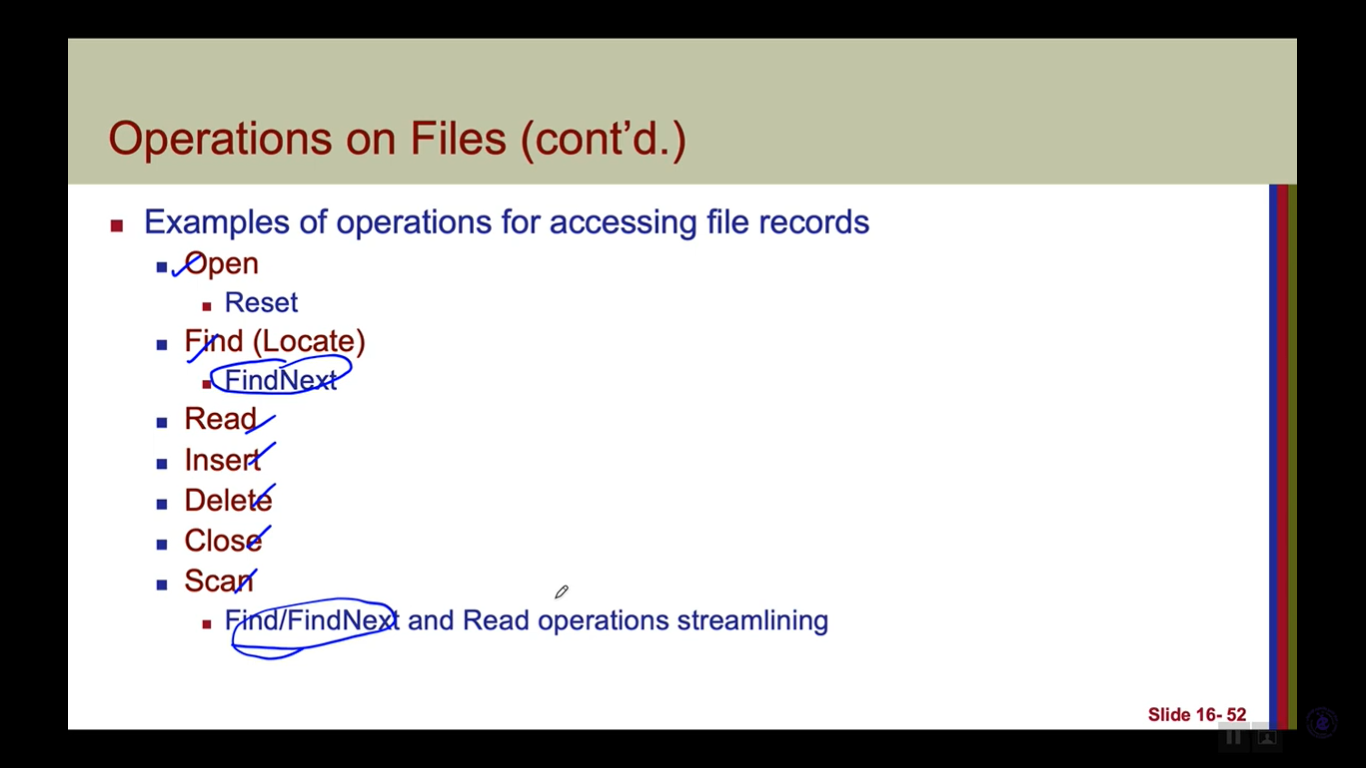 Operations on Files (cont’d.)
Examples of operations for accessing file records
Open
Reset
Find (Locate)
FindNext
Read
Insert
Delete
Close
Scan
Find/FindNext and Read operations streamlining
Slide 16- 52